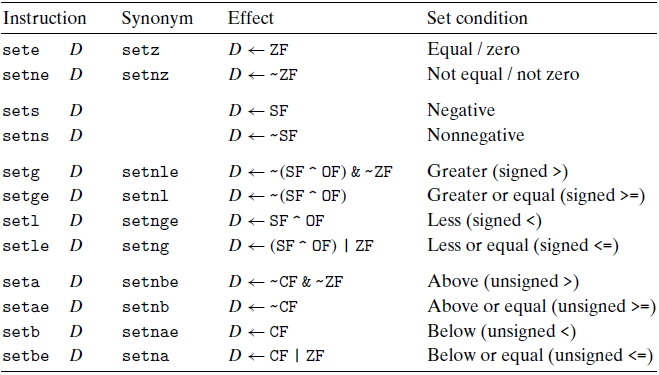 Instruction Synonym Effect Set condition
sete D setz D ← ZF Equal / zero
setne D setnz D ← ~ZF Not equal / not zero
sets D D ← SF Negative
setns D D ← ~SF Nonnegative
setg D setnle D ← ~(SF ^ OF) & ~ZF Greater (signed >)
setge D setnl D ← ~(SF ^ OF) Greater or equal (signed >=)
setl D setnge D ← SF ^ OF Less (signed <)
setle D setng D ← (SF ^ OF) | ZF Less or equal (signed <=)
seta D setnbe D ← ~CF & ~ZF Above (unsigned >)
setae D setnb D ← ~CF Above or equal (unsigned >=)
setb D setnae D ← CF Below (unsigned <)
setbe D setna D ← CF | ZF Below or equal (unsigned <=)